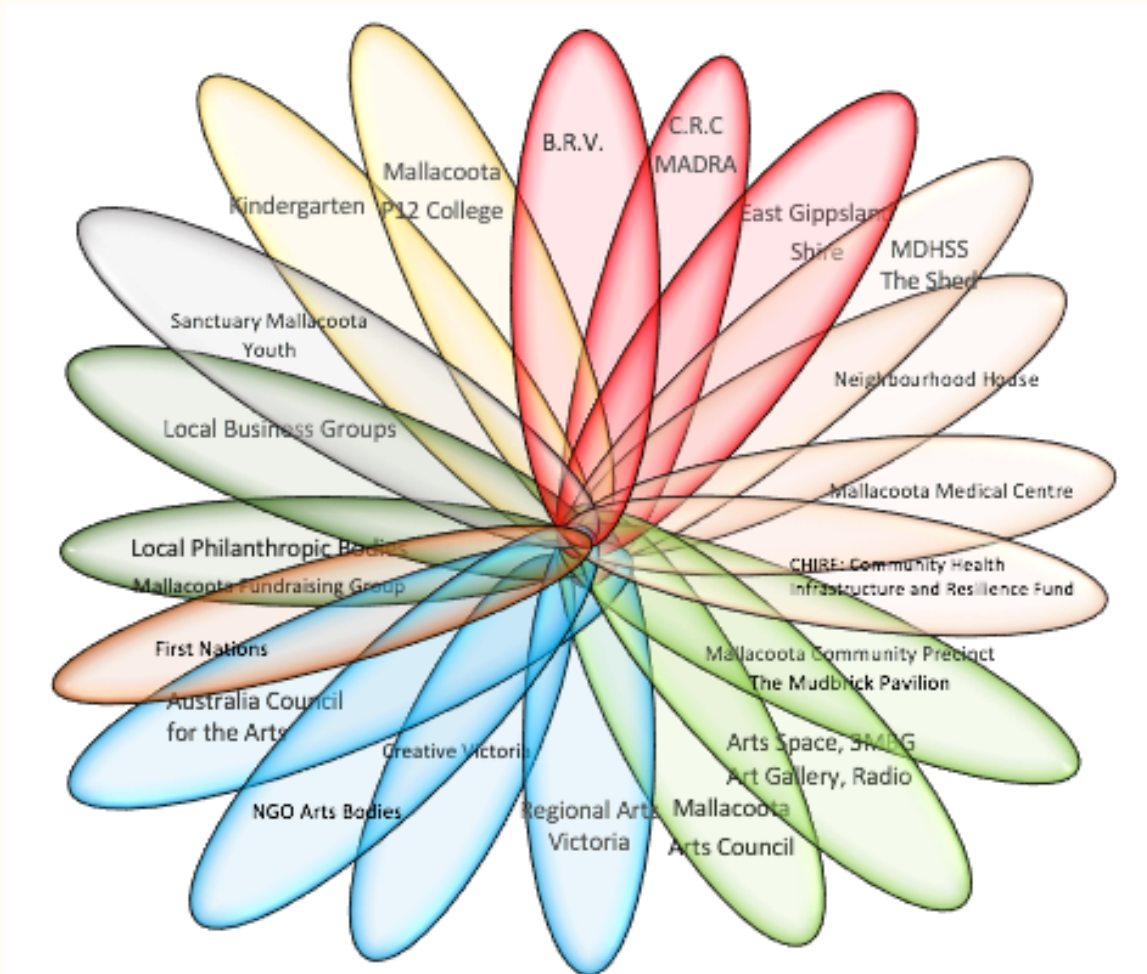 B.R.V.
C.R.C
MADRA
East Gippsland
Shire
MDHSS
The Shed
Neighbourhood House
Mallacoota Medical Centre
CHIRE: Community Health
Infrastructure and Resilience Fund
Mallacoota Community Precinct
The Mudbrick Pavilion
Arts Space, 3MBG
Art Gallery, Radio
Mallacoota
Arts Council
Regional Arts
Victoria
Creative Victoria
NGO Arts Bodies
Australia Council
for the Arts
First Nations
Local Philanthropic Bodies
Mallacoota Fundraising Group
Local Business Groups
Sanctuary Mallacoota
Youth
Kindergarten
Mallacoota
P12 College